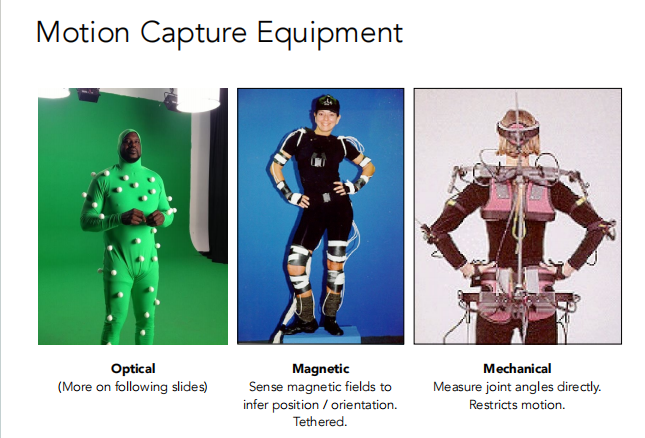 Motion Capture Equipment
Optical
(More on following slides)
Magnetic
Sense magnetic fields to
infer position / orientation.
Tethered.
Mechanical
Measure joint angles directly.
Restricts motion.